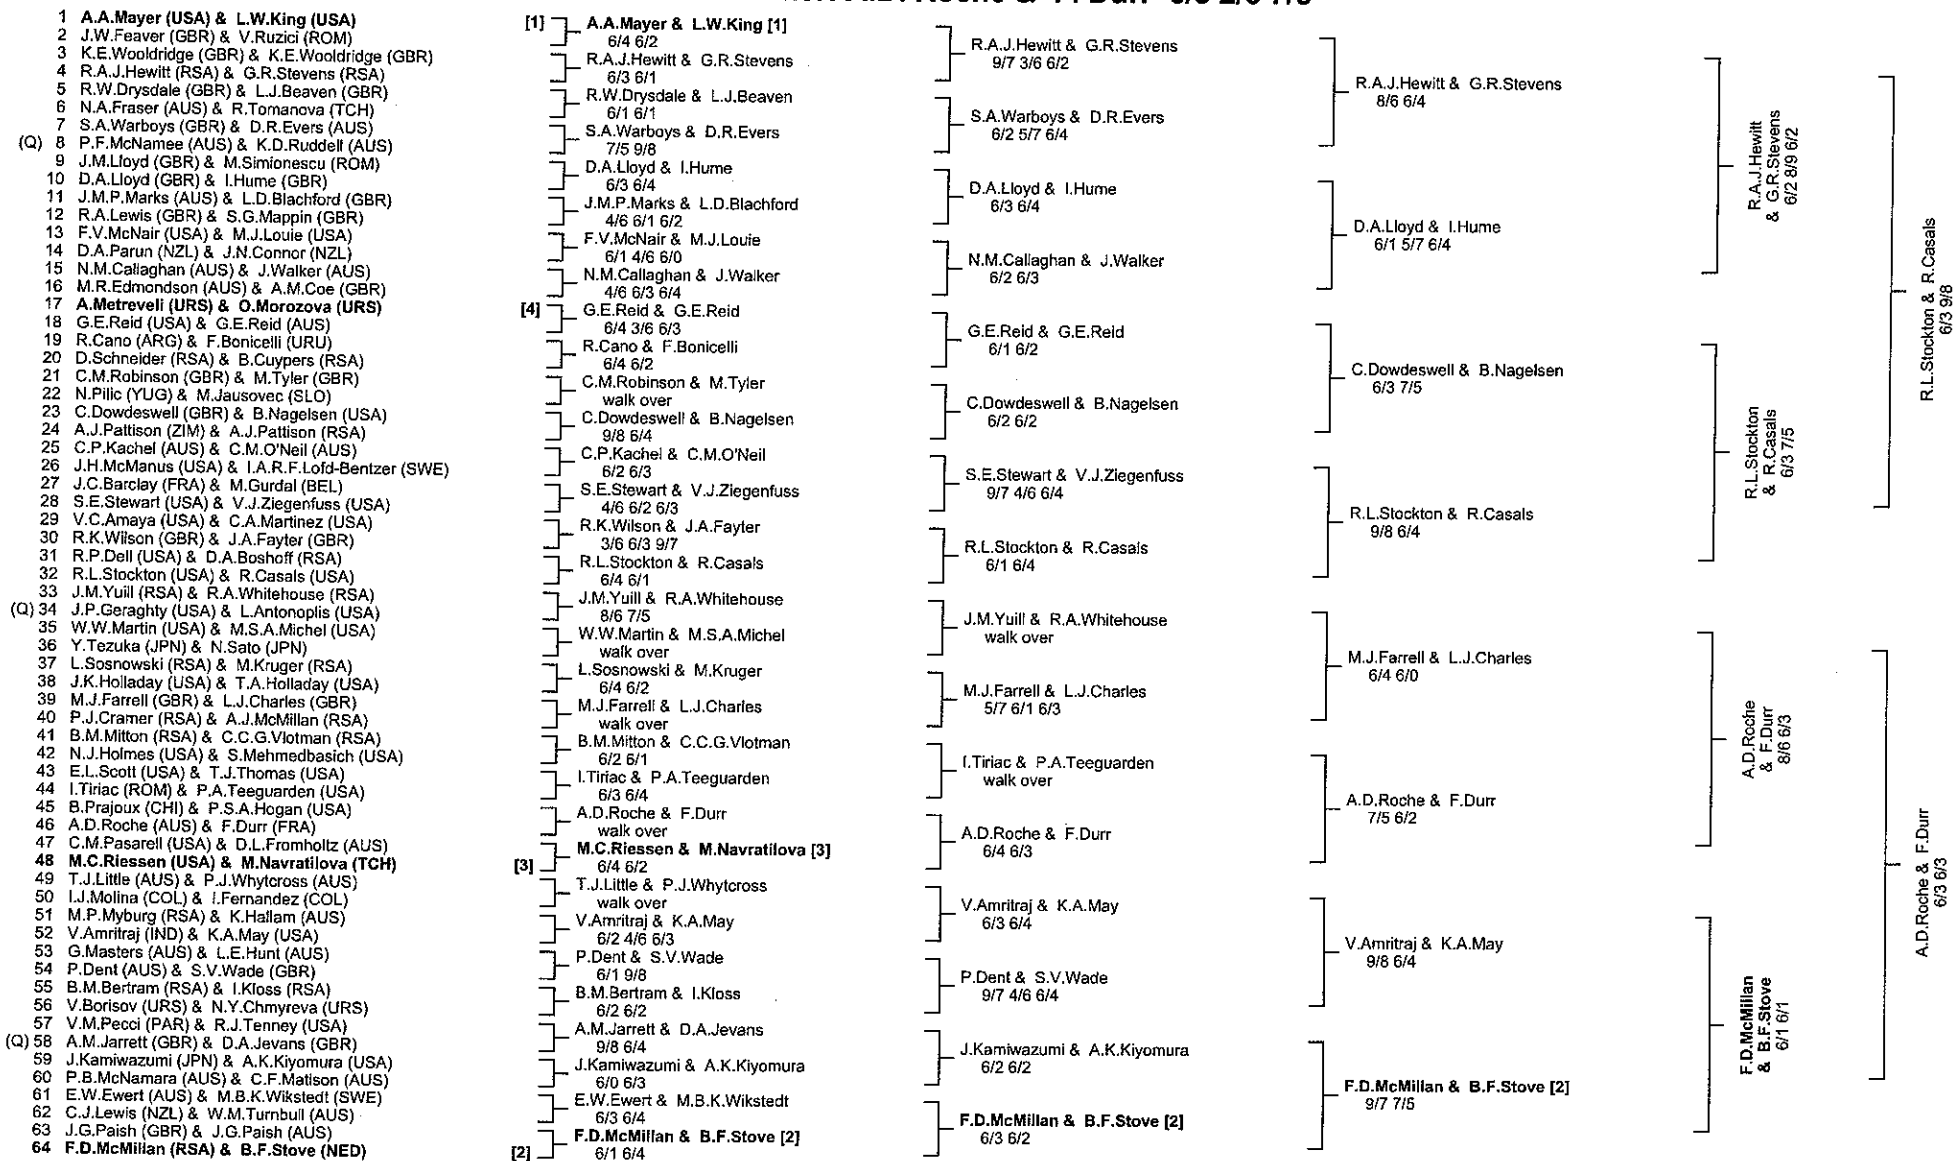 1 A.A.Mayer (USA) & L.W.King (USA)
2 J.W.Feaver (GBR) & V.Ruzici (ROM)
3 K.E.Wooldridge (GBR) & K.E.Wooldridge (GBR)
4 R.A.J.Hewitt (RSA) & G.R.Stevens (RSA)
5 R.W.Drysdale (GBR) & L.J.Beaven (GBR)
6 N.A.Fraser (AUS) & R.Tomanova (TCH)
7 S.A.Warboys (GBR) & D.R.Evers (AUS)
(Q) 8 P.F.McNamee (AUS) & K.D.Ruddell (AUS)
9 J.M.Lloyd (GBR) & M.Simionescu (ROM)
10 D.A.Lloyd (GBR) & I.Hume (GBR)
11 J.M.P.Marks (AUS) & L.D.Blachford (GBR)
12 R.A.Lewis (GBR) & S.G.Mappin (GBR)
13 F.V.McNair (USA) & M.J.Louie (USA)
14 D.A.Parun (NZL) & J.N.Connor (NZL)
15 N.M.Callaghan (AUS) & J.Walker (AUS)
16 M.R.Edmondson (AUS) & A.M.Coe (GBR)
17 A.Metreveli (URS) & O.Morozova (URS)
18 G.E.Reid (USA) & G.E.Reid (AUS)
19 R.Cano (ARG) & F.Bonicelli (URU)
20 D.Schneider (RSA) & B.Cuypers (RSA)
21 C.M.Robinson (GBR) & M.Tyler (GBR)
22 N.Pilic (YUG) & M.Jausovec (SLO)
23 C.Dowdeswell (GBR) & B.Nagelsen (USA)
24 A.J.Pattison (ZIM) & A.J.Pattison (RSA)
25 C.P.Kachel (AUS) & C.M.O'Neil (AUS)
26 J.H.McManus (USA) & I.A.R.F.Lofd-Bentzer (SWE)
27 J.C.Barclay (FRA) & M.Gurdal (BEL)
28 S.E.Stewart (USA) & V.J.Ziegenfuss (USA)
29 V.C.Amaya (USA) & C.A.Martinez (USA)
30 R.K.Wilson (GBR) & J.A.Fayter (GBR)
31 R.P.Dell (USA) & D.A.Boshoff (RSA)
32 R.L.Stockton (USA) & R.Casals (USA)
33 J.M.Yuill (RSA) & R.A.Whitehouse (RSA)
(Q) 34 J.P.Geraghty (USA) & L.Antonoplis (USA)
35 W.W.Martin (USA) & M.S.A.Michel (USA)
36 Y.Tezuka (JPN) & N.Sato (JPN)
37 L.Sosnowski (RSA) & M.Kruger (RSA)
38 J.K.Holladay (USA) & T.A.Holladay (USA)
39 M.J.Farrell (GBR) & L.J.Charles (GBR)
40 P.J.Cramer (RSA) & A.J.McMillan (RSA)
41 B.M.Mitton (RSA) & C.C.G.Vlotman (RSA)
42 N.J.Holmes (USA) & S.Mehmedbasich (USA)
43 E.L.Scott (USA) & T.J.Thomas (USA)
44 I.Tiriac (ROM) & P.A.Teeguarden (USA)
45 B.Prajoux (CHI) & P.S.A.Hogan (USA)
46 A.D.Roche (AUS) & F.Durr (FRA)
47 C.M.Pasarell (USA) & D.L.Fromholtz (AUS)
48 M.C.Riessen (USA) & M.Navratilova (TCH)
49 T.J.Little (AUS) & P.J.Whytcross (AUS)
50 I.J.Molina (COL) & I.Fernandez (COL)
51 M.P.Myburg (RSA) & K.Hallam (AUS)
52 V.Amritraj (IND) & K.A.May (USA)
53 G.Masters (AUS) & L.E.Hunt (AUS)
54 P.Dent (AUS) & S.V.Wade (GBR)
55 B.M.Bertram (RSA) & I.Kloss (RSA)
56 V.Borisov (URS) & N.Y.Chmyreva (URS)
57 V.M.Pecci (PAR) & R.J.Tenney (USA)
(Q) 58 A.M.Jarrett (GBR) & D.A.Jevans (GBR)
59 J.Kamiwazumi (JPN) & A.K.Kiyomura (USA)
60 P.B.McNamara (AUS) & C.F.Matison (AUS)
61 E.W.Ewert (AUS) & M.B.K.Wikstedt (SWE)
62 C.J.Lewis (NZL) & W.M.Turnbull (AUS)
63 J.G.Paish (GBR) & J.G.Paish (AUS)
64 F.D.McMillan (RSA) & B.F.Stove (NED)
[1] A.A.Mayer & L.W.King [1]
6/4 6/2
R.A.J.Hewitt & G.R.Stevens
6/3 6/1
R.W.Drysdale & L.J.Beaven
6/1 6/1
S.A.Warboys & D.R.Evers
7/5 9/8
D.A.Lloyd & I.Hume
6/3 6/4
J.M.P.Marks & L.D.Blachford
4/6 6/1 6/2
F.V.McNair & M.J.Louie
6/1 4/6 6/0
N.M.Callaghan & J.Walker
4/6 6/3 6/4
[4] G.E.Reid & G.E.Reid
6/4 3/6 6/3
R.Cano & F.Bonicelli
6/4 6/2
C.M.Robinson & M.Tyler
walk over
C.Dowdeswell & B.Nagelsen
9/8 6/4
C.P.Kachel & C.M.O'Neil
6/2 6/3
S.E.Stewart & V.J.Ziegenfuss
4/6 6/2 6/3
R.K.Wilson & J.A.Fayter
3/6 6/3 9/7
R.L.Stockton & R.Casals
6/4 6/1
J.M.Yuill & R.A.Whitehouse
8/6 7/5
W.W.Martin & M.S.A.Michel
walk over
L.Sosnowski & M.Kruger
6/4 6/2
M.J.Farrell & L.J.Charles
walk over
B.M.Mitton & C.C.G.Vlotman
6/2 6/1
I.Tiriac & P.A.Teeguarden
6/3 6/4
A.D.Roche & F.Durr
walk over
[3] M.C.Riessen & M.Navratilova [3]
6/4 6/2
T.J.Little & P.J.Whytcross
walk over
V.Amritraj & K.A.May
6/2 4/6 6/3
P.Dent & S.V.Wade
6/1 9/8
B.M.Bertram & I.Kloss
6/2 6/2
A.M.Jarrett & D.A.Jevans
9/8 6/4
J.Kamiwazumi & A.K.Kiyomura
6/0 6/3
E.W.Ewert & M.B.K.Wikstedt
6/3 6/4
[2] F.D.McMillan & B.F.Stove [2]
6/1 6/4
R.A.J.Hewitt & G.R.Stevens
9/7 3/6 6/2
S.A.Warboys & D.R.Evers
6/2 5/7 6/4
D.A.Lloyd & I.Hume
6/3 6/4
N.M.Callaghan & J.Walker
6/2 6/3
G.E.Reid & G.E.Reid
6/1 6/2
C.Dowdeswell & B.Nagelsen
6/2 6/2
S.E.Stewart & V.J.Ziegenfuss
9/7 4/6 6/4
R.L.Stockton & R.Casals
6/1 6/4
J.M.Yuill & R.A.Whitehouse
walk over
M.J.Farrell & L.J.Charles
5/7 6/1 6/3
I.Tiriac & P.A.Teeguarden
walk over
A.D.Roche & F.Durr
6/4 6/3
V.Amritraj & K.A.May
6/3 6/4
P.Dent & S.V.Wade
9/7 4/6 6/4
J.Kamiwazumi & A.K.Kiyomura
6/2 6/2
F.D.McMillan & B.F.Stove [2]
6/3 6/2
R.A.J.Hewitt & G.R.Stevens
8/6 6/4
D.A.Lloyd & I.Hume
6/1 5/7 6/4
C.Dowdeswell & B.Nagelsen
6/3 7/5
R.L.Stockton & R.Casals
9/8 6/4
M.J.Farrell & L.J.Charles
6/4 6/0
A.D.Roche & F.Durr
7/5 6/2
V.Amritraj & K.A.May
9/8 6/4
F.D.McMillan & B.F.Stove [2]
9/7 7/5
R.A.J.Hewitt
& G.R.Stevens
6/2 8/9 6/2
R.L.Stockton
& R.Casals
6/3 7/5
A.D.Roche
& F.Durr
8/6 6/3
F.D.McMillan
& B.F.Stove
6/1 6/1
R.L.Stockton & R.Casals
6/3 9/8
A.D.Roche & F.Durr
6/3 6/3